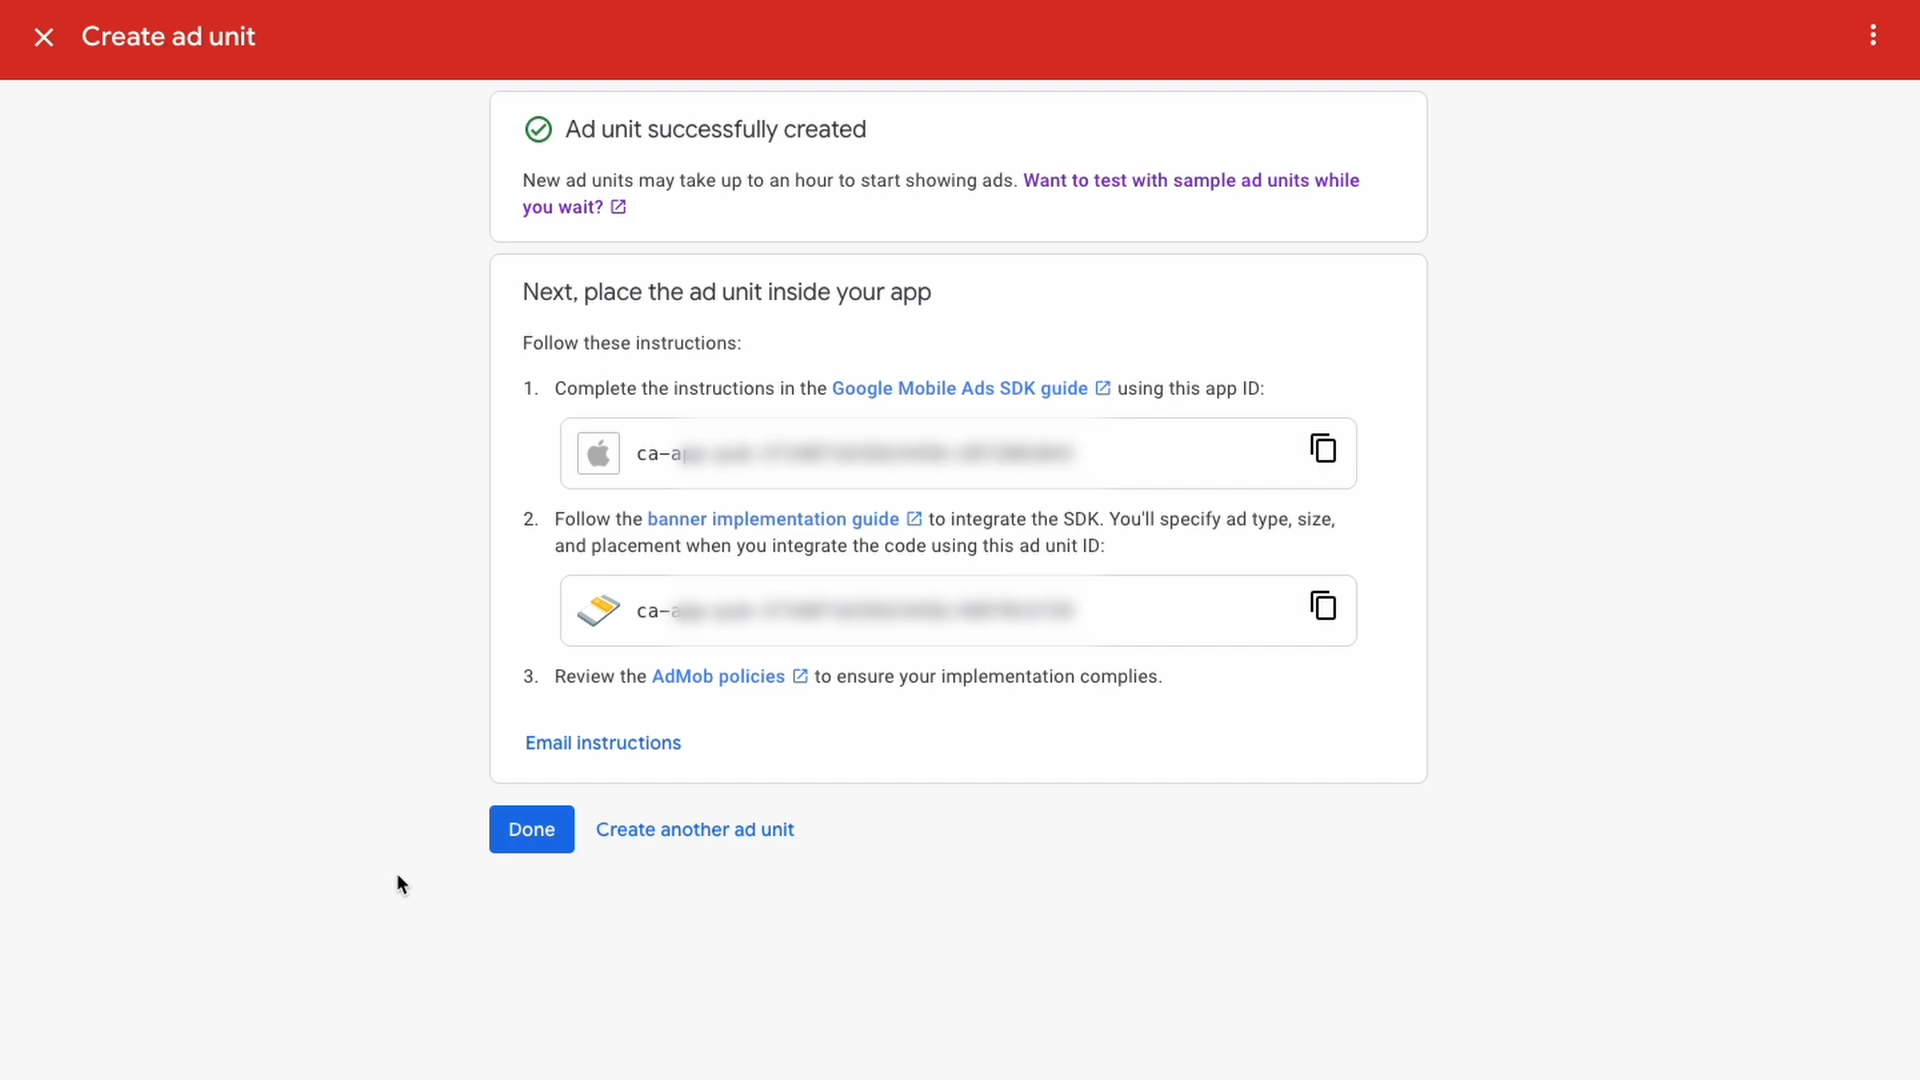 Create ad unit
Ad unit successfully created
New ad units may take up to an hour to start showing ads. Want to test with sample ad units while
you wait?
Next, place the ad unit inside your app
Follow these instructions:
1. Complete the instructions in the Google Mobile Ads SDK guide using this app ID:
ca-a
2. Follow the banner implementation guide to integrate the SDK. You'll specify ad type, size,
and placement when you integrate the code using this ad unit ID:
ca-a
3. Review the AdMob policies to ensure your implementation complies.
Email instructions
Done Create another ad unit